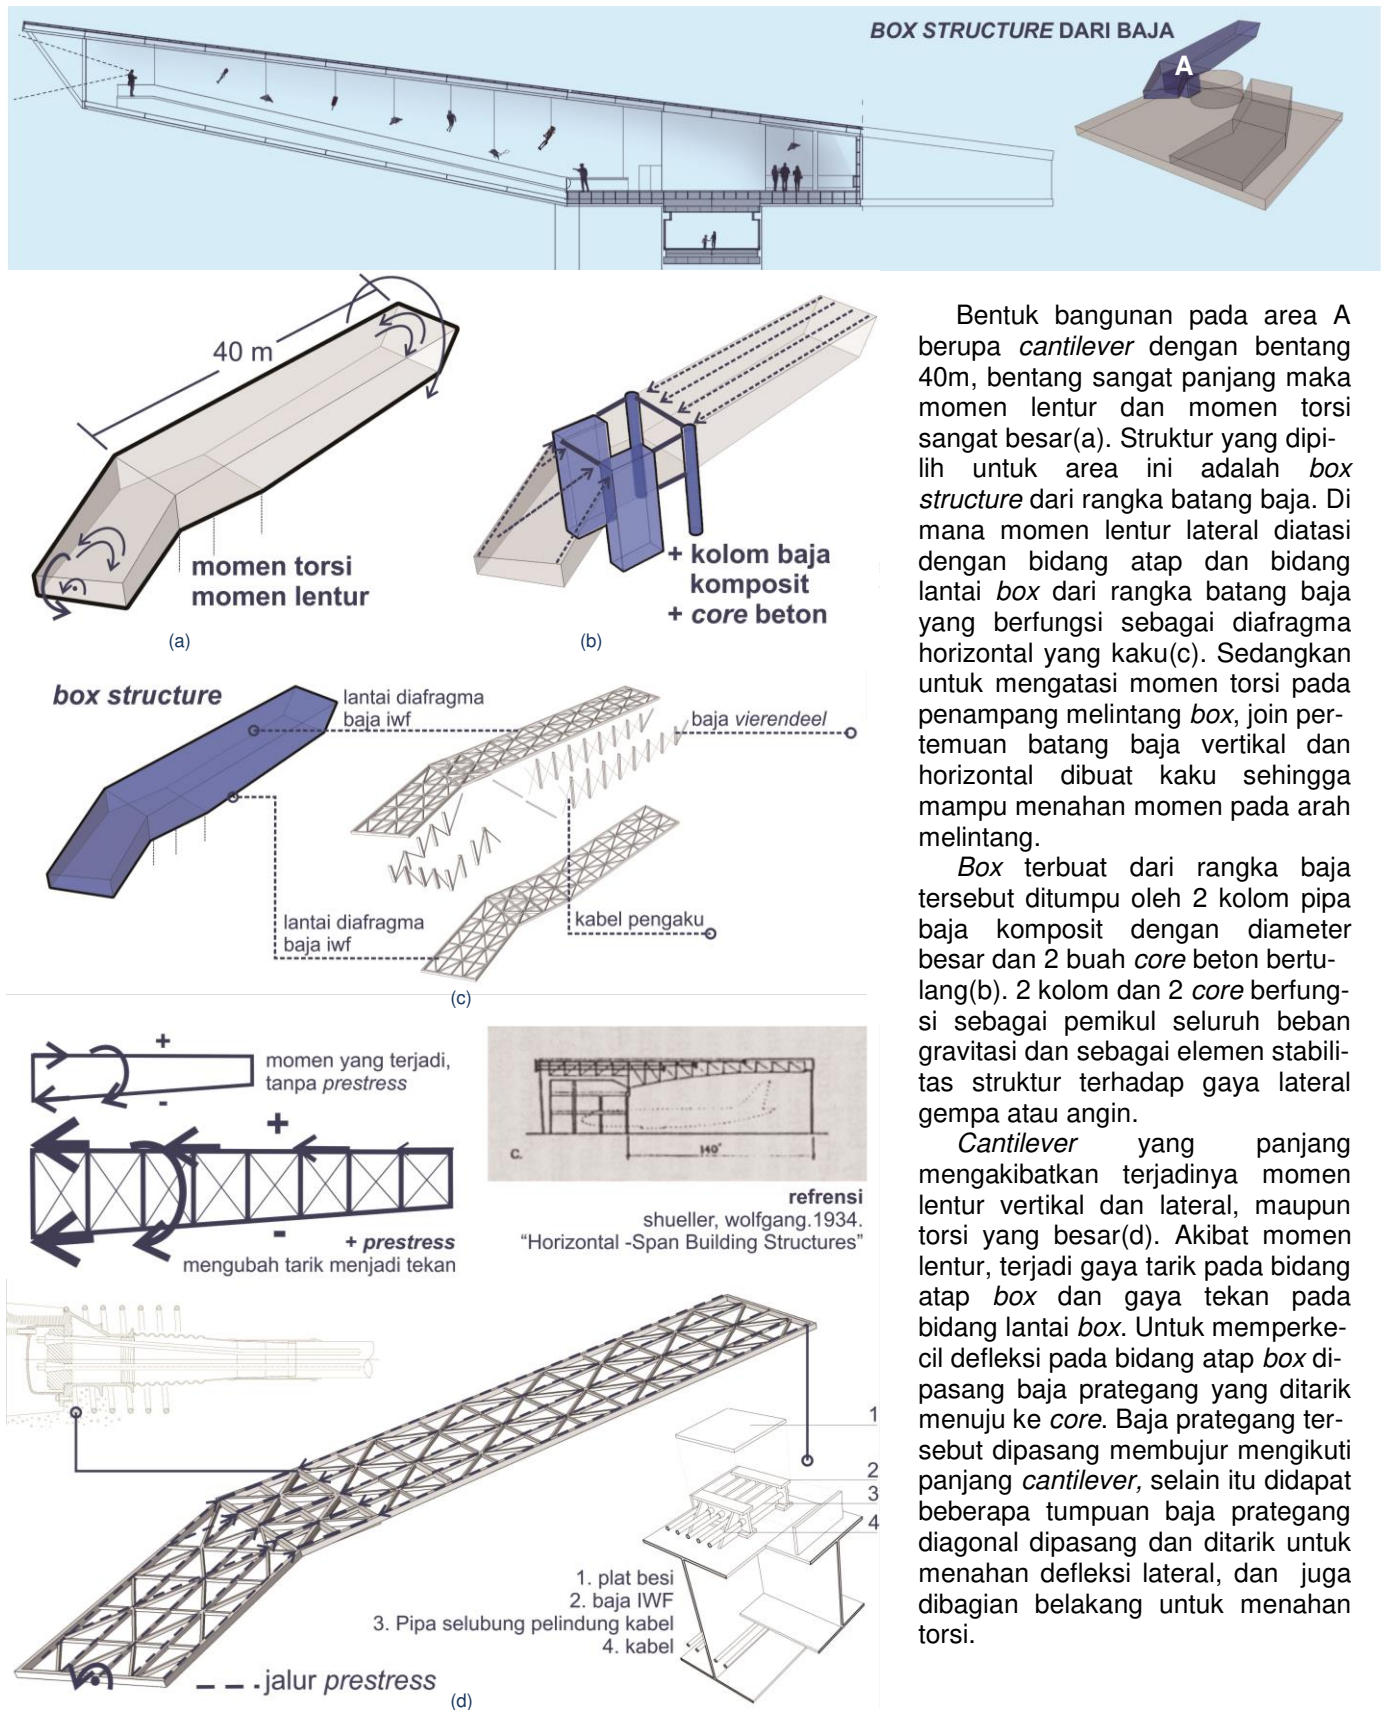 BOX STRUCTURE DARI BAJA
A
40 m
momen torsi
momen lentur
(a)
+ kolom baja
komposit
+ core beton
(b)
box structure
lantai diafragma
baja iwf
baja vierendeel
lantai diafragma
baja iwf
kabel pengaku
(c)
+
-
momen yang terjadi,
tanpa prestress
+
-
+ prestress
mengubah tarik menjadi tekan
C.
140'
refrensi
shueller, wolfgang.1934.
“Horizontal -Span Building Structures”
1
2
3
4
1. plat besi
2. baja IWF
3. Pipa selubung pelindung kabel
4. kabel
jalur prestress
(d)
Bentuk bangunan pada area A
berupa cantilever dengan bentang
40m, bentang sangat panjang maka
momen lentur dan momen torsi
sangat besar(a). Struktur yang dipi-
lih untuk area ini adalah box
structure dari rangka batang baja. Di
mana momen lentur lateral diatasi
dengan bidang atap dan bidang
lantai box dari rangka batang baja
yang berfungsi sebagai diafragma
horizontal yang kaku(c). Sedangkan
untuk mengatasi momen torsi pada
penampang melintang box, join per-
temuan batang baja vertikal dan
horizontal dibuat kaku sehingga
mampu menahan momen pada arah
melintang.
Box terbuat dari rangka baja
tersebut ditumpu oleh 2 kolom pipa
baja komposit dengan diameter
besar dan 2 buah core beton bertu-
lang(b). 2 kolom dan 2 core berfung-
si sebagai pemikul seluruh beban
gravitasi dan sebagai elemen stabili-
tas struktur terhadap gaya lateral
gempa atau angin.
Cantilever yang panjang
mengakibatkan terjadinya momen
lentur vertikal dan lateral, maupun
torsi yang besar(d). Akibat momen
lentur, terjadi gaya tarik pada bidang
atap box dan gaya tekan pada
bidang lantai box. Untuk memperke-
cil defleksi pada bidang atap box di-
pasang baja prategang yang ditarik
menuju ke core. Baja prategang ter-
sebut dipasang membujur mengikuti
panjang cantilever, selain itu didapat
beberapa tumpuan baja prategang
diagonal dipasang dan ditarik untuk
menahan defleksi lateral, dan juga
dibagian belakang untuk menahan
torsi.